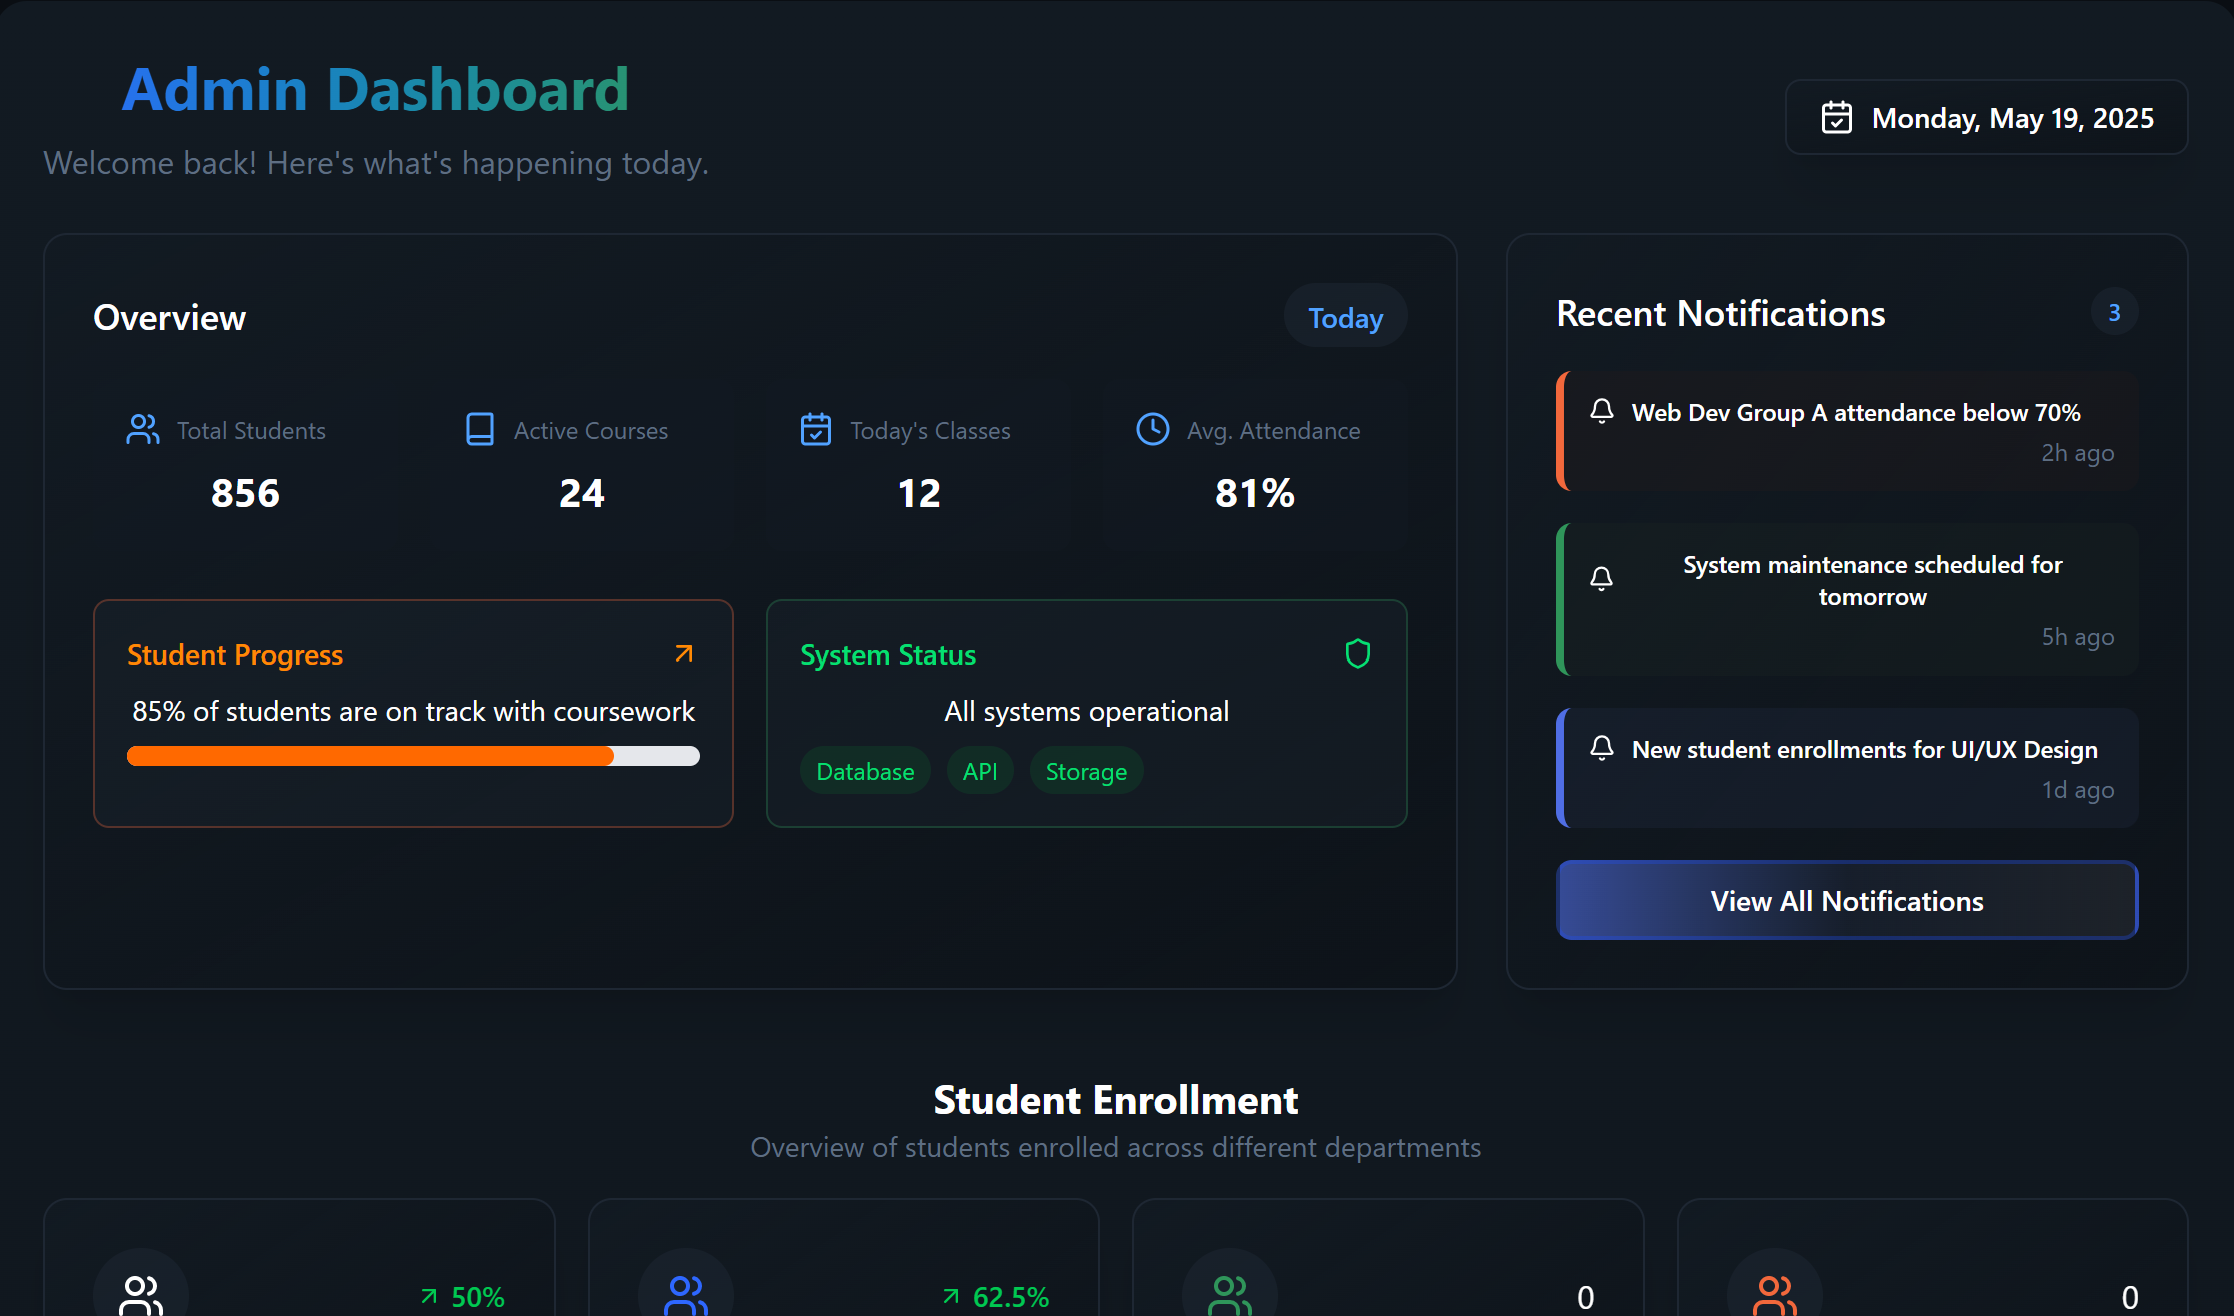 Admin Dashboard
Welcome back! Here's what's happening today.
Monday, May 19, 2025
Overview
Today
Total Students
856
Active Courses
24
Today's Classes
12
Avg. Attendance
81%
Student Progress
85% of students are on track with coursework
System Status
All systems operational
Database API Storage
Recent Notifications
3
Web Dev Group A attendance below 70%
2h ago
System maintenance scheduled for
tomorrow
5h ago
New student enrollments for UI/UX Design
1d ago
View All Notifications
Student Enrollment
Overview of students enrolled across different departments
50%
62.5%
0
0